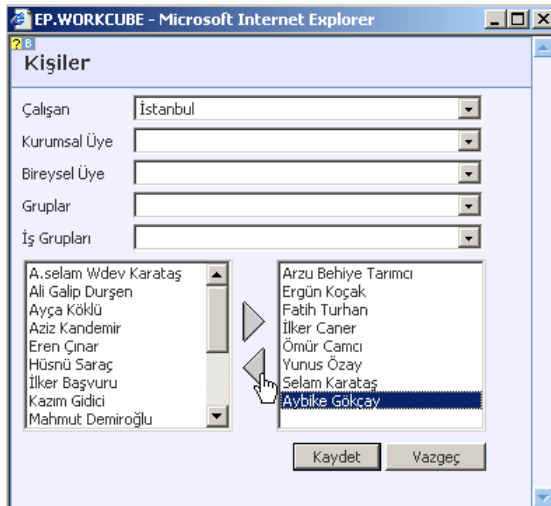 EP.WORKCUBE - Microsoft Internet Explorer
? B
Kişiler
Çalışan
İstanbul
Kurumsal Üye
Bireysel Üye
Gruplar
İş Grupları
A.selam Wdev Karataş
Ali Galip Durşen
Ayça Köklü
Aziz Kandemir
Eren Çınar
Hüsnü Saraç
İlker Başvuru
Kazım Gidici
Mahmut Demiroğlu
Arzu Behiye Tarımcı
Ergün Koçak
Fatih Turhan
İlker Caner
Ömür Camcı
Yunus Özay
Selam Karataş
Aybike Gökçay
Kaydet
Vazgeç